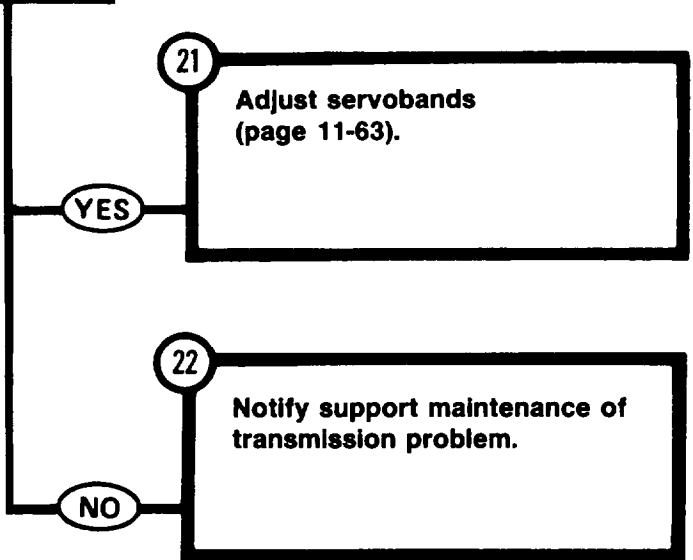 21
Adjust servobands
(page 11-63).
YES
22
Notify support maintenance of
transmission problem.
NO